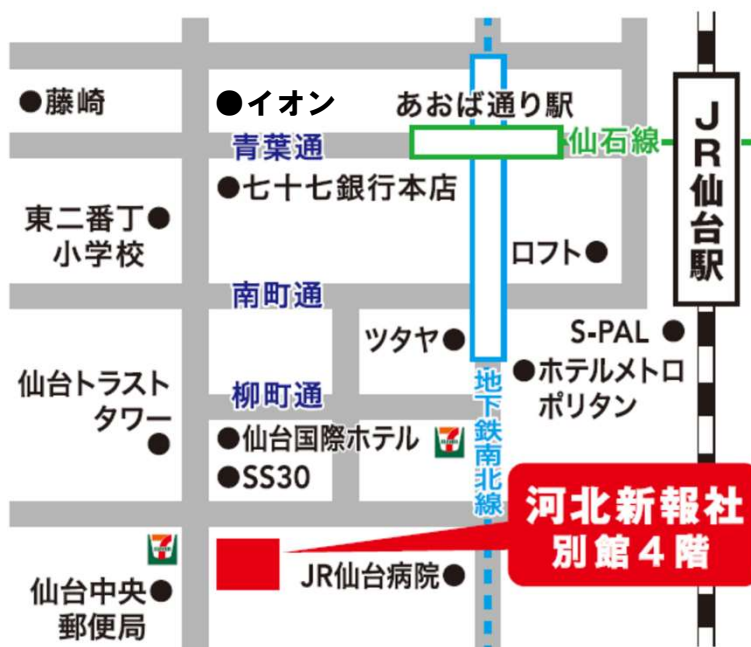 ●藤崎
●イオン
あおば通り駅
青葉通
仙石線
JR仙台駅
●七十七銀行本店
東二番丁●
小学校
ロフト●
南町通
ツタヤ●
S-PAL ●
●ホテルメトロ
ポリタン
仙台トラスト
タワー
●
柳町通
地下鉄南北線
●仙台国際ホテル
●SS30
河北新報社
別館4階
仙台中央●
郵便局
JR仙台病院●